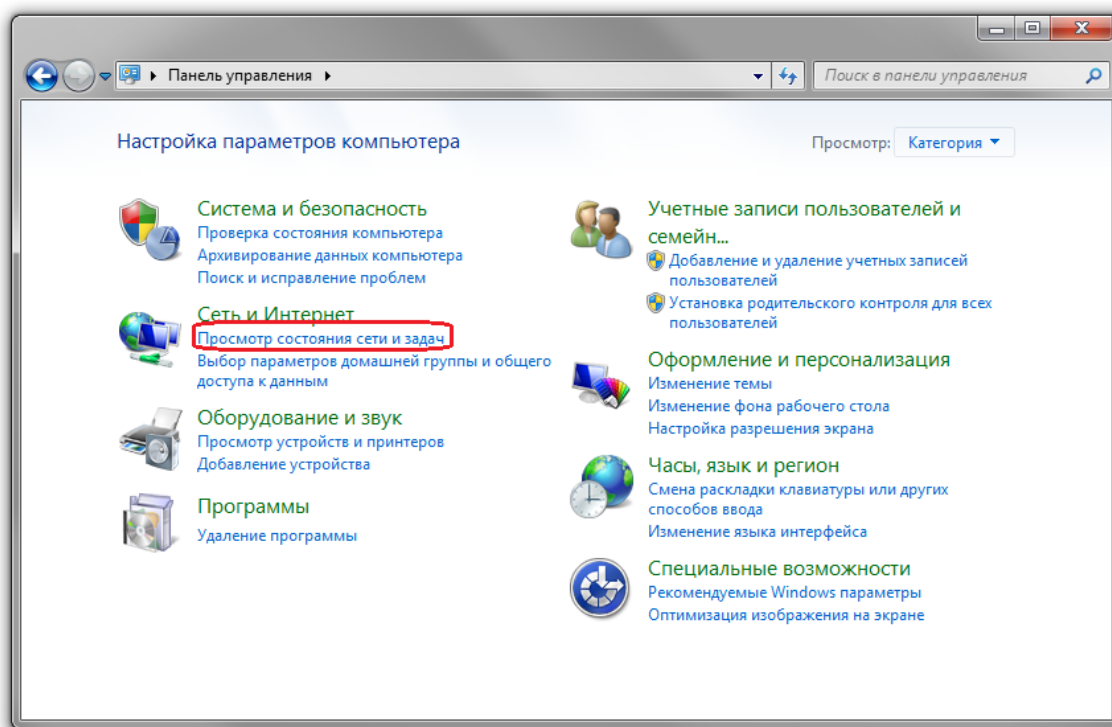 Панель управления
Поиск в панели управления
Настройка параметров компьютера
Просмотр: Категория
Система и безопасность
Проверка состояния компьютера
Архивирование данных компьютера
Поиск и исправление проблем
Сеть и Интернет
Просмотр состояния сети и задач
Выбор параметров домашней группы и общего
доступа к данным
Оборудование и звук
Просмотр устройств и принтеров
Добавление устройства
Программы
Удаление программы
Учетные записи пользователей и
семейн...
Добавление и удаление учетных записей
пользователей
Установка родительского контроля для всех
пользователей
Оформление и персонализация
Изменение темы
Изменение фона рабочего стола
Настройка разрешения экрана
Часы, язык и регион
Смена раскладки клавиатуры или других
способов ввода
Изменение языка интерфейса
Специальные возможности
Рекомендуемые Windows параметры
Оптимизация изображения на экране